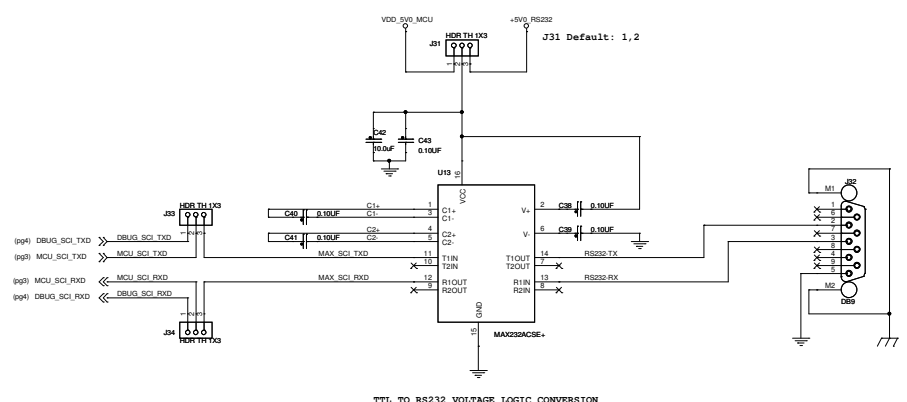 VDD_5V0_MCU
+5V0_RS232
J31 Default: 1,2
HDR TH 1X3
J31
1
2
3
C42
10.0uF
C43
0.10UF
U13
16
VCC
J33
HDR TH 1X3
1
2
3
(pg4) DBUG_SCI_TXD
DBUG_SCI_TXD
(pg3) MCU_SCI_TXD
MCU_SCI_TXD
(pg3) MCU_SCI_RXD
MCU_SCI_RXD
(pg4) DBUG_SCI_RXD
DBUG_SCI_RXD
1
2
3
J34
HDR TH 1X3
C40
0.10UF
C1+
C1-
1
3
C1+
C1-
C41
0.10UF
C2+
C2-
4
5
C2+
C2-
MAX_SCI_TXD
11
10
T1IN
T2IN
MAX_SCI_RXD
12
9
R1OUT
R2OUT
V+
2
C38
0.10UF
V-
6
C39
0.10UF
T1OUT
T2OUT
14
7
RS232-TX
R1IN
R2IN
13
8
RS232-RX
GND
15
MAX232ACSE+
J32
M1
1
6
2
7
3
8
4
9
5
M2
DB9
TTL TO RS232 VOLTAGE LOGIC CONVERSION